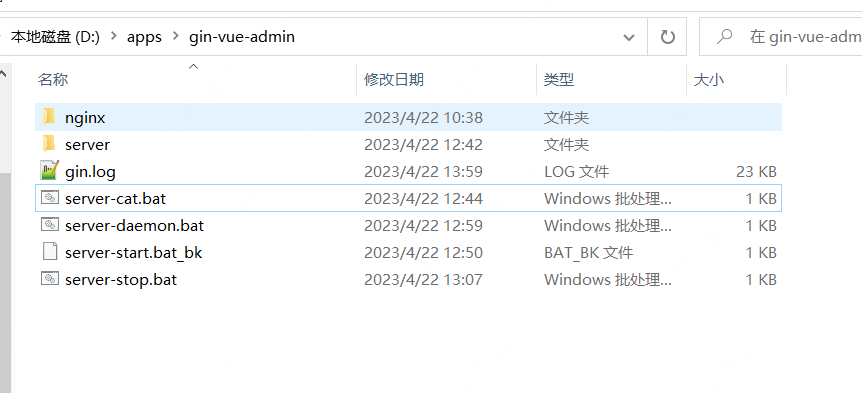 本地磁盘 (D:) > apps > gin-vue-admin 在 gin-vue-adm
名称 修改日期 类型 大小
nginx 2023/4/22 10:38 文件夹
server 2023/4/22 12:42 文件夹
gin.log 2023/4/22 13:59 LOG 文件 23 KB
server-cat.bat 2023/4/22 12:44 Windows 批处理... 1 KB
server-daemon.bat 2023/4/22 12:59 Windows 批处理... 1 KB
server-start.bat_bk 2023/4/22 12:50 BAT_BK 文件 1 KB
server-stop.bat 2023/4/22 13:07 Windows 批处理... 1 KB